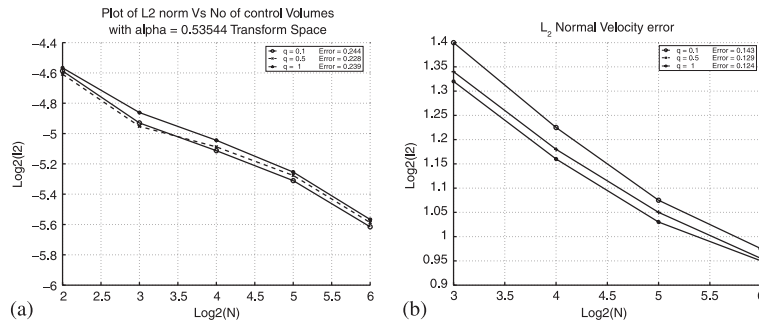 Plot of L2 norm Vs No of control Volumes
with alpha = 0.53544 Transform Space
q = 0.1 Error = 0.244
q = 0.5 Error = 0.228
q = 1 Error = 0.239
-4.4
-4.6
-4.8
-5
-5.2
-5.4
-5.6
-5.8
-6
Log2(l2)
2 2.5 3 3.5 4 4.5 5 5.5 6
Log2(N)
(a)
L2 Normal Velocity error
q = 0.1 Error = 0.143
q = 0.5 Error = 0.129
q = 1 Error = 0.124
1.4
1.35
1.3
1.25
1.2
1.15
1.1
1.05
1
0.95
0.9
Log2(l2)
3 3.5 4 4.5 5 5.5 6
Log2(N)
(b)